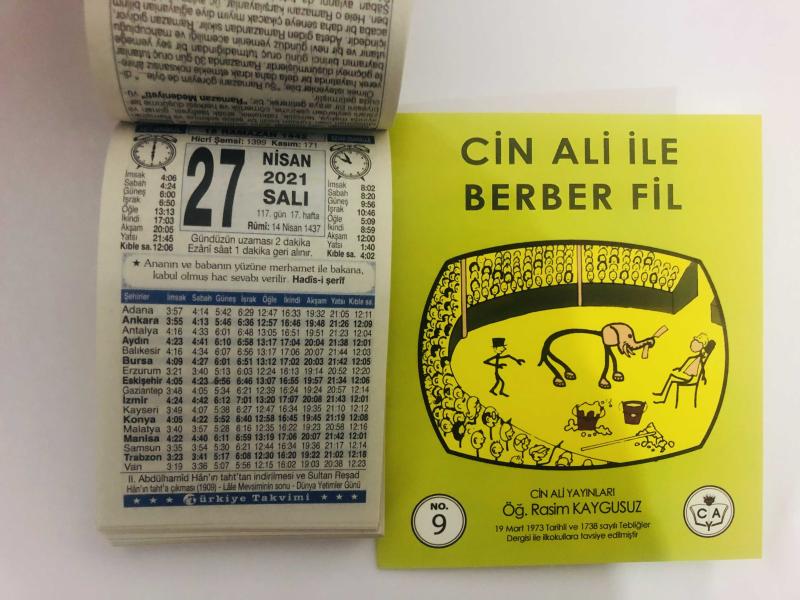 15 RAMAZAN 1442
Hicrî Şemsî: 1399 Kasım: 171
27
NİSAN
2021
SALI
117. gün 17. hafta
Rûmî: 14 Nisan 1437
İmsak 4:06
Sabah 4:24
Güneş 6:00
İşrak 6:50
Öğle 13:13
İkindi 17:03
Akşam 20:05
Yatsı 21:45
Kıble sa. 12:06
İmsak 8:02
Sabah 8:20
Güneş 9:56
İşrak 10:46
Öğle 5:09
İkindi 8:59
Akşam 12:00
Yatsı 1:40
Kıble sa. 4:02
Gündüzün uzaması 2 dakika
Ezânî sâat 1 dakika geri alınır.
★ Ananın ve babanın yüzüne merhamet ile bakana,
kabul olmuş hac sevabı verilir. Hadîs-i şerîf
Şehirler İmsak Sabah Güneş İşrak Öğle İkindi Akşam Yatsı Kıble sa.
Adana 3:57 4:14 5:42 6:29 12:47 16:33 19:32 21:05 12:11
Ankara 3:55 4:13 5:46 6:36 12:57 16:46 19:48 21:26 12:09
Antalya 4:16 4:33 6:01 6:48 13:05 16:51 19:51 21:23 12:04
Aydın 4:23 4:41 6:10 6:58 13:17 17:04 20:04 21:38 12:01
Balıkesir 4:16 4:34 6:07 6:56 13:17 17:06 20:07 21:44 12:03
Bursa 4:09 4:27 6:01 6:51 13:12 17:02 20:03 21:42 12:05
Erzurum 3:21 3:40 5:13 6:03 12:24 16:13 19:14 20:52 12:20
Eskişehir 4:05 4:23 5:56 6:46 13:07 16:55 19:57 21:34 12:06
Gaziantep 3:48 4:05 5:34 6:21 12:39 16:24 19:24 20:57 12:14
İzmir 4:24 4:42 6:12 7:01 13:20 17:07 20:08 21:43 12:01
Kayseri 3:49 4:07 5:38 6:27 12:47 16:34 19:35 21:10 12:12
Konya 4:05 4:22 5:52 6:40 12:58 16:45 19:45 21:19 12:08
Malatya 3:40 3:57 5:28 6:16 12:35 16:22 19:23 20:56 12:16
Manisa 4:22 4:40 6:11 6:59 13:19 17:06 20:07 21:42 12:01
Samsun 3:35 3:54 5:30 6:21 12:44 16:34 19:36 21:17 12:14
Trabzon 3:23 3:41 5:17 6:08 12:30 16:20 19:22 21:02 12:18
Van 3:19 3:36 5:07 5:56 12:15 16:02 19:03 20:38 12:23
II. Abdülhamîd Hân'ın taht'tan indirilmesi ve Sultan Reşad
Hân'ın taht'a çıkması (1909) - Lâle Mevsiminin sonu - Dünya Yetimler Günü
Türkiye Takvimi
CİN ALİ İLE
BERBER FİL
NO.
9
CİN ALİ YAYINLARI
Öğ. Rasim KAYGUSUZ
19 Mart 1973 Tarihli ve 1738 sayılı Tebliğler
Dergisi ile ilkokullara tavsiye edilmiştir
C A
Y